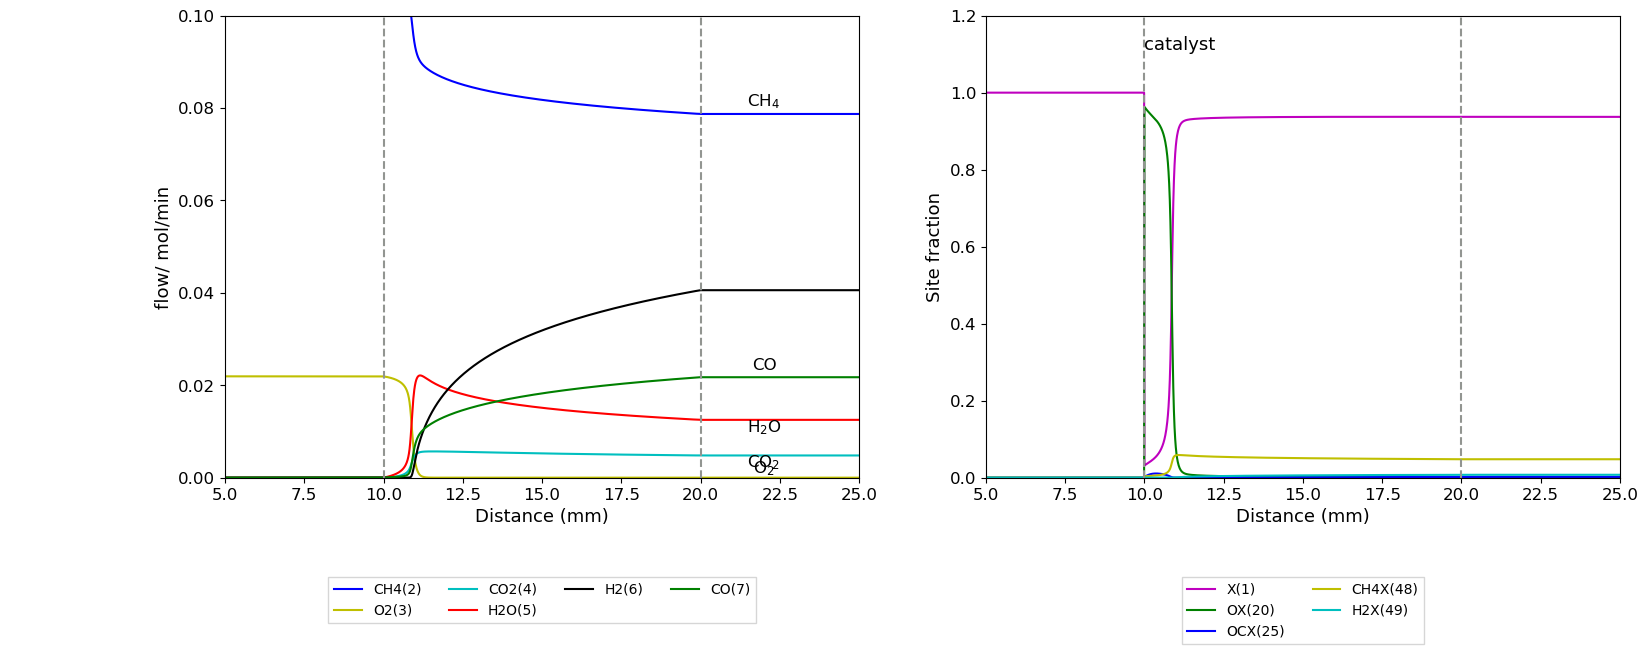 0.10
0.08
0.06
0.04
0.02
0.00
flow/ mol/min
CH₄
CO
H₂O
CO₂
O₂
5.0 7.5 10.0 12.5 15.0 17.5 20.0 22.5 25.0
Distance (mm)
CH4(2) CO2(4) H2(6) CO(7)
O2(3) H2O(5)
1.2
1.0
0.8
0.6
0.4
0.2
0.0
Site fraction
catalyst
5.0 7.5 10.0 12.5 15.0 17.5 20.0 22.5 25.0
Distance (mm)
X(1) CH4X(48)
OX(20) H2X(49)
OCX(25)